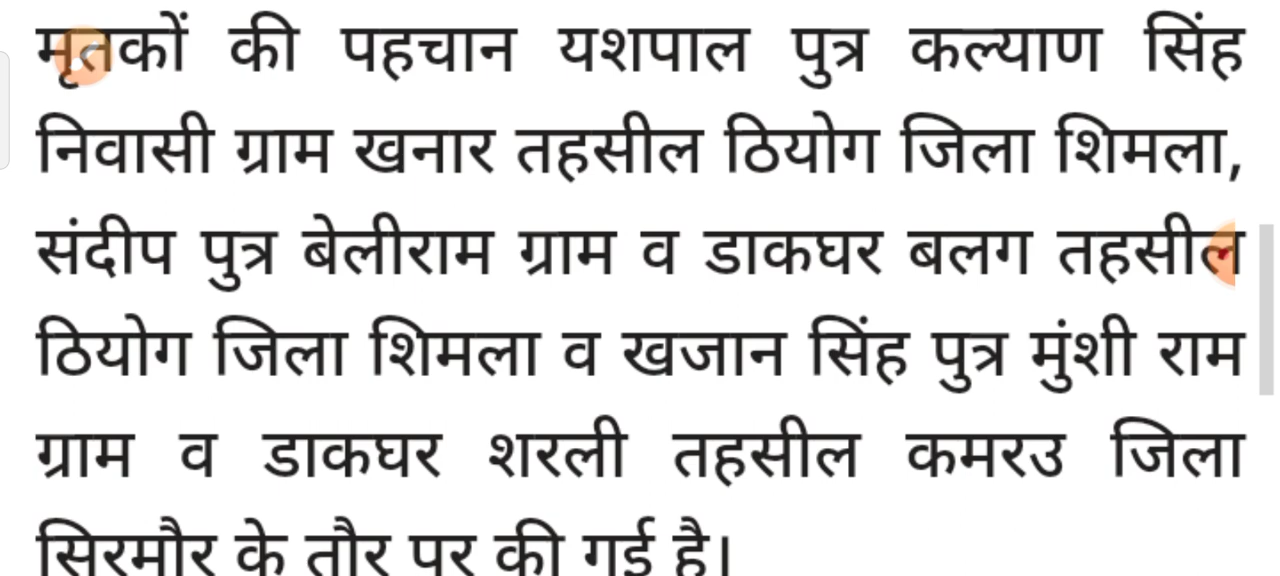 मृतकों की पहचान यशपाल पुत्र कल्याण सिंह
निवासी ग्राम खनार तहसील ठियोग जिला शिमला,
संदीप पुत्र बेलीराम ग्राम व डाकघर बलग तहसील
ठियोग जिला शिमला व खजान सिंह पुत्र मुंशी राम
ग्राम व डाकघर शरली तहसील कमरउ जिला
सिरमौर के तौर पर की गई है।